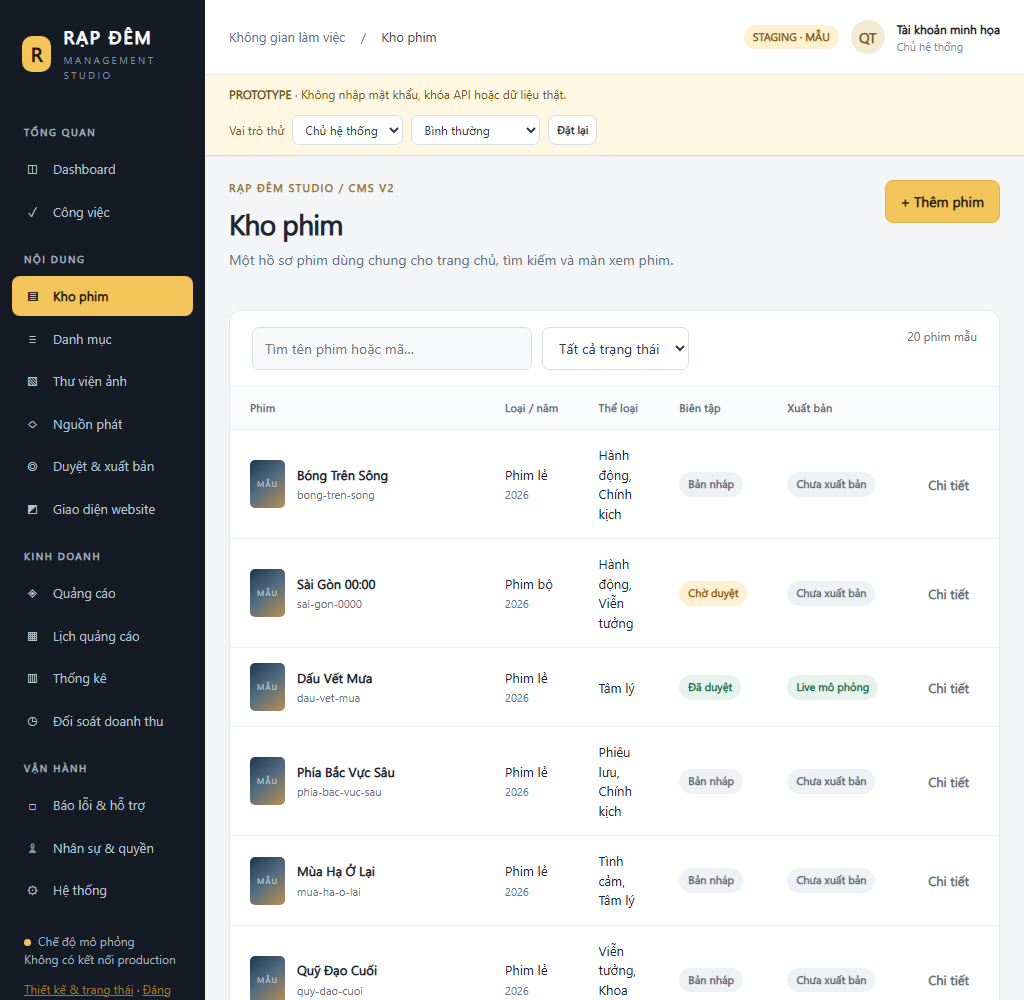 R
RẠP ĐÊM
MANAGEMENT
STUDIO
TỔNG QUAN
Dashboard
Công việc
NỘI DUNG
Kho phim
Danh mục
Thư viện ảnh
Nguồn phát
Duyệt & xuất bản
Giao diện website
KINH DOANH
Quảng cáo
Lịch quảng cáo
Thống kê
Đối soát doanh thu
VẬN HÀNH
Báo lỗi & hỗ trợ
Nhân sự & quyền
Hệ thống
Chế độ mô phỏng
Không có kết nối production
Thiết kế & trạng thái · Đăng
Không gian làm việc / Kho phim
STAGING · MẪU
QT
Tài khoản minh họa
Chủ hệ thống
PROTOTYPE · Không nhập mật khẩu, khóa API hoặc dữ liệu thật.
Vai trò thử Chủ hệ thống Bình thường Đặt lại
RẠP ĐÊM STUDIO / CMS V2
Kho phim
Một hồ sơ phim dùng chung cho trang chủ, tìm kiếm và màn xem phim.
+ Thêm phim
Tìm tên phim hoặc mã... Tất cả trạng thái 20 phim mẫu
Phim Loại / năm Thể loại Biên tập Xuất bản
MẪU
Bóng Trên Sông
bong-tren-song
Phim lẻ
2026
Hành
động,
Chính
kịch
Bản nháp
Chưa xuất bản
Chi tiết
MẪU
Sài Gòn 00:00
sai-gon-0000
Phim bộ
2026
Hành
động,
Viễn
tưởng
Chờ duyệt
Chưa xuất bản
Chi tiết
MẪU
Dấu Vết Mưa
dau-vet-mua
Phim lẻ
2026
Tâm lý
Đã duyệt
Live mô phỏng
Chi tiết
MẪU
Phía Bắc Vực Sâu
phia-bac-vuc-sau
Phim lẻ
2026
Phiêu
lưu,
Chính
kịch
Bản nháp
Chưa xuất bản
Chi tiết
MẪU
Mùa Hạ Ở Lại
mua-ha-o-lai
Phim lẻ
2026
Tình
cảm,
Tâm lý
Bản nháp
Chưa xuất bản
Chi tiết
MẪU
Quỹ Đạo Cuối
quy-dao-cuoi
Phim lẻ
2026
Viễn
tưởng,
Khoa
Bản nháp
Chưa xuất bản
Chi tiết